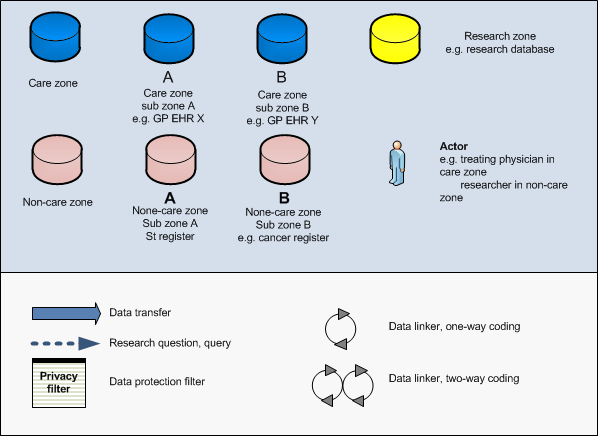 Care zone
A
Care zone
sub zone A
e.g. GP EHR X
B
Care zone
sub zone B
e.g. GP EHR Y
Research zone
e.g. research database
Non-care zone
A
None-care zone
Sub zone A
St register
B
None-care zone
Sub zone B
e.g. cancer register
Actor
e.g. treating physician in
care zone
researcher in non-care
zone
Data transfer
Research question, query
Privacy
filter
Data protection filter
Data linker, one-way coding
Data linker, two-way coding